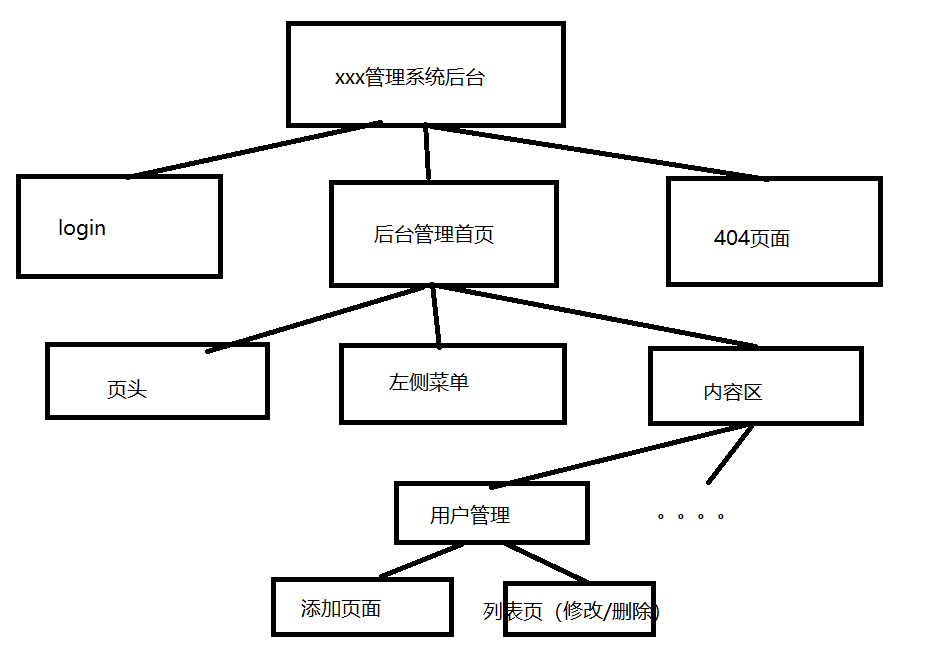 xxx管理系统后台
login
后台管理首页
404页面
页头
左侧菜单
内容区
用户管理
。。。。
添加页面
列表页（修改/删除）